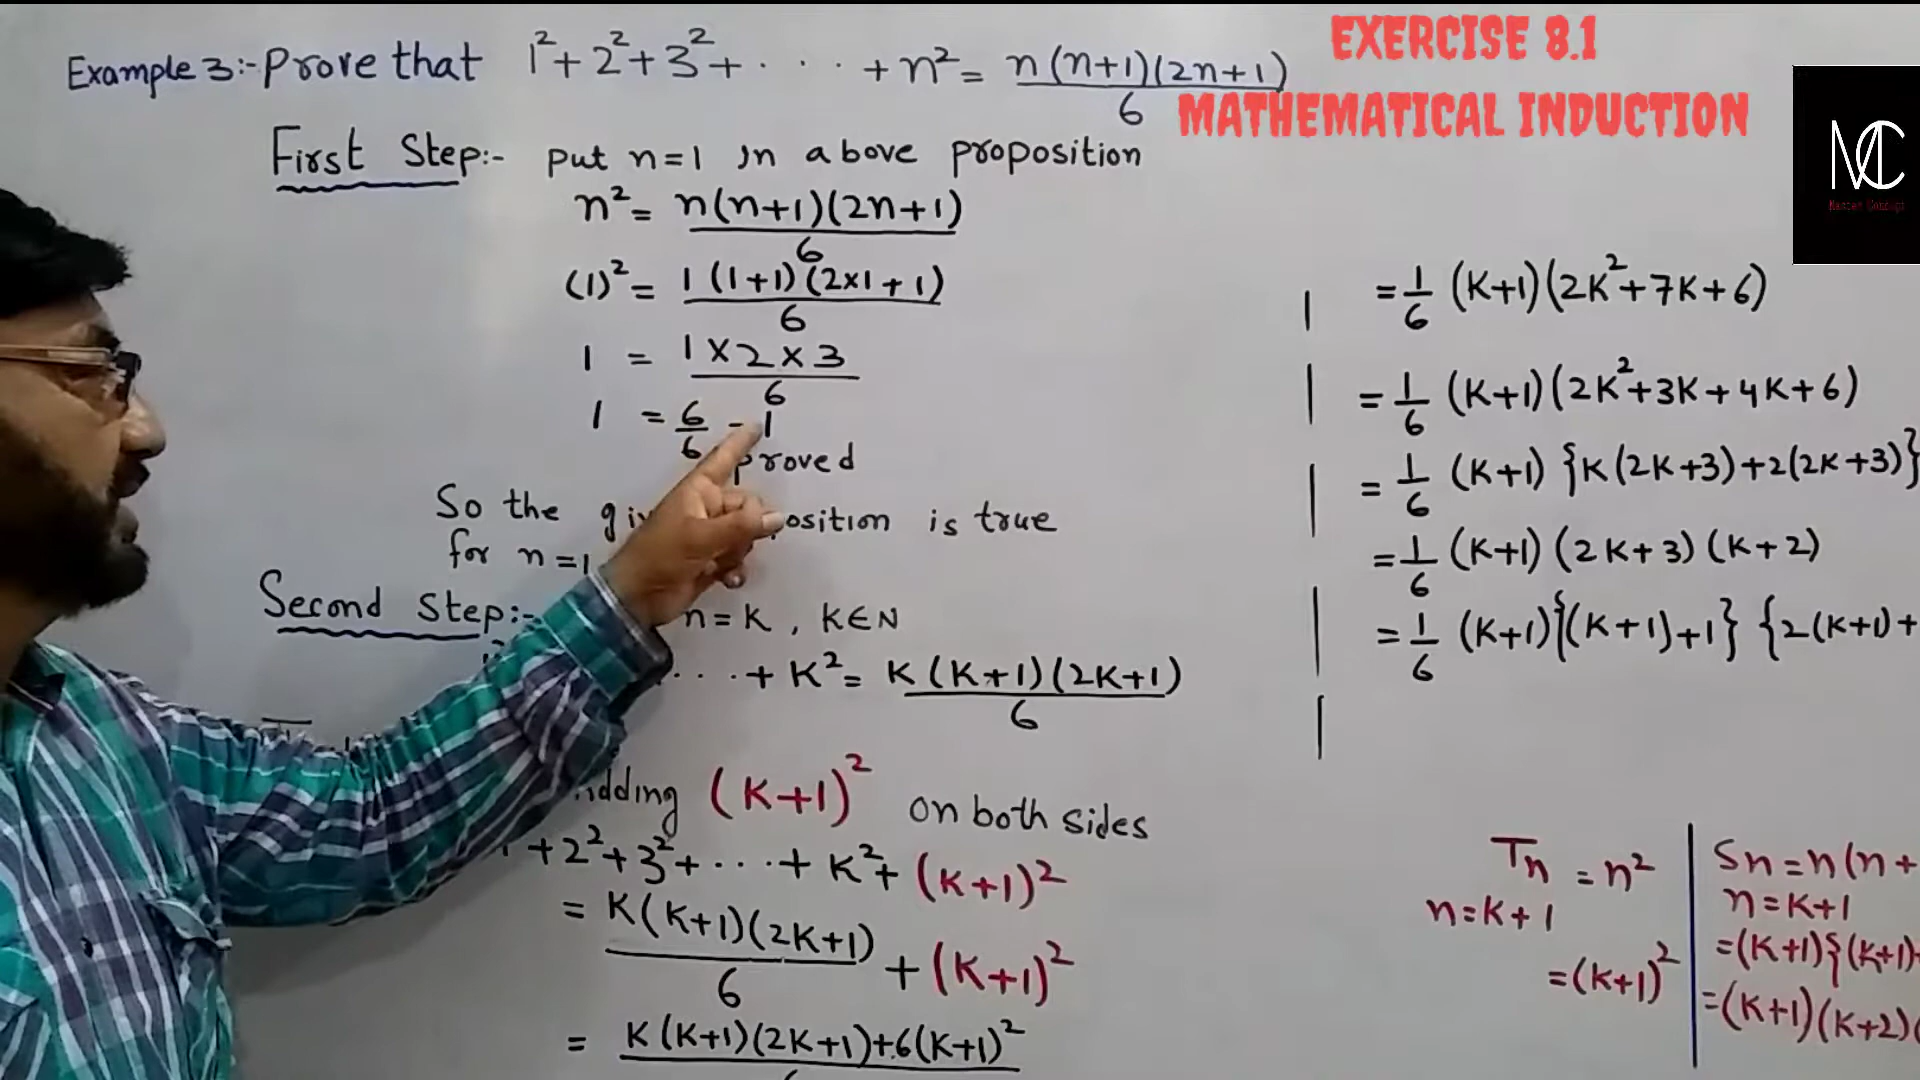 EXERCISE 8.1
MATHEMATICAL INDUCTION
MC
Master Concept
Example 3:- Prove that 1²+2²+3²+ · · · +n² = n(n+1)(2n+1)/6
First Step:- Put n=1 in above proposition
n² = n(n+1)(2n+1)/6
(1)² = 1(1+1)(2×1+1)/6
1 = 1×2×3/6
1 = 6/6 = 1
Proved
So the is true
for n=1
Second Step:- n=K, K∈N
· · · + K² = K(K+1)(2K+1)/6
Adding (K+1)² on both sides
+2²+3²+ · · · + K²+(K+1)²
= K(K+1)(2K+1)/6 + (K+1)²
= K(K+1)(2K+1)+6(K+1)²
= 1/6 (K+1)(2K²+7K+6)
= 1/6 (K+1)(2K²+3K+4K+6)
= 1/6 (K+1){K(2K+3)+2(2K+3)}
= 1/6 (K+1)(2K+3)(K+2)
= 1/6 (K+1){(K+1)+1}{2(K+1)+
Tn = n²
n=K+1
=(K+1)²
Sn = n(n+
n=K+1
=(K+1){(K+1)+
=(K+1)(K+2)(